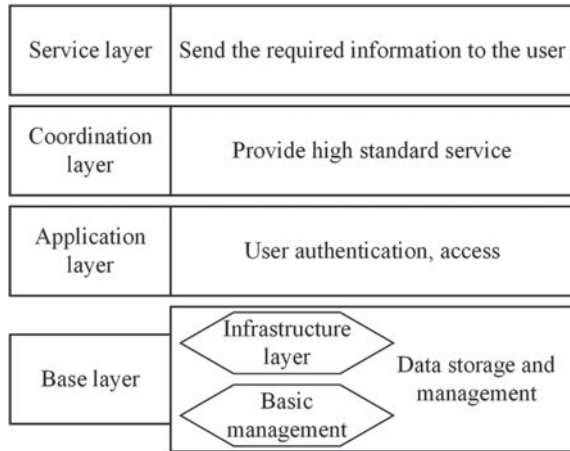 Service layer
Send the required information to the user
Coordination
layer
Provide high standard service
Application
layer
User authentication, access
Base layer
Infrastructure
layer
Basic
management
Data storage and
management